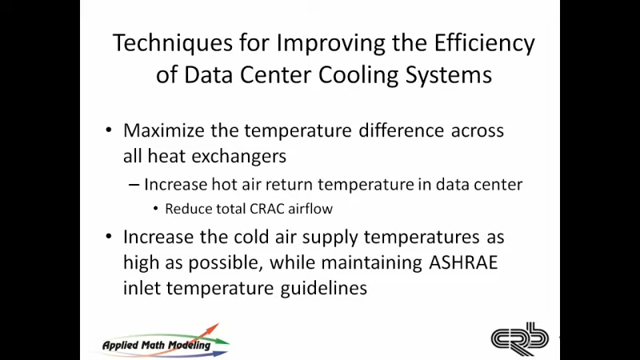 Techniques for Improving the Efficiency
of Data Center Cooling Systems
• Maximize the temperature difference across
all heat exchangers
– Increase hot air return temperature in data center
• Reduce total CRAC airflow
• Increase the cold air supply temperatures as
high as possible, while maintaining ASHRAE
inlet temperature guidelines
Applied Math Modeling
CRB